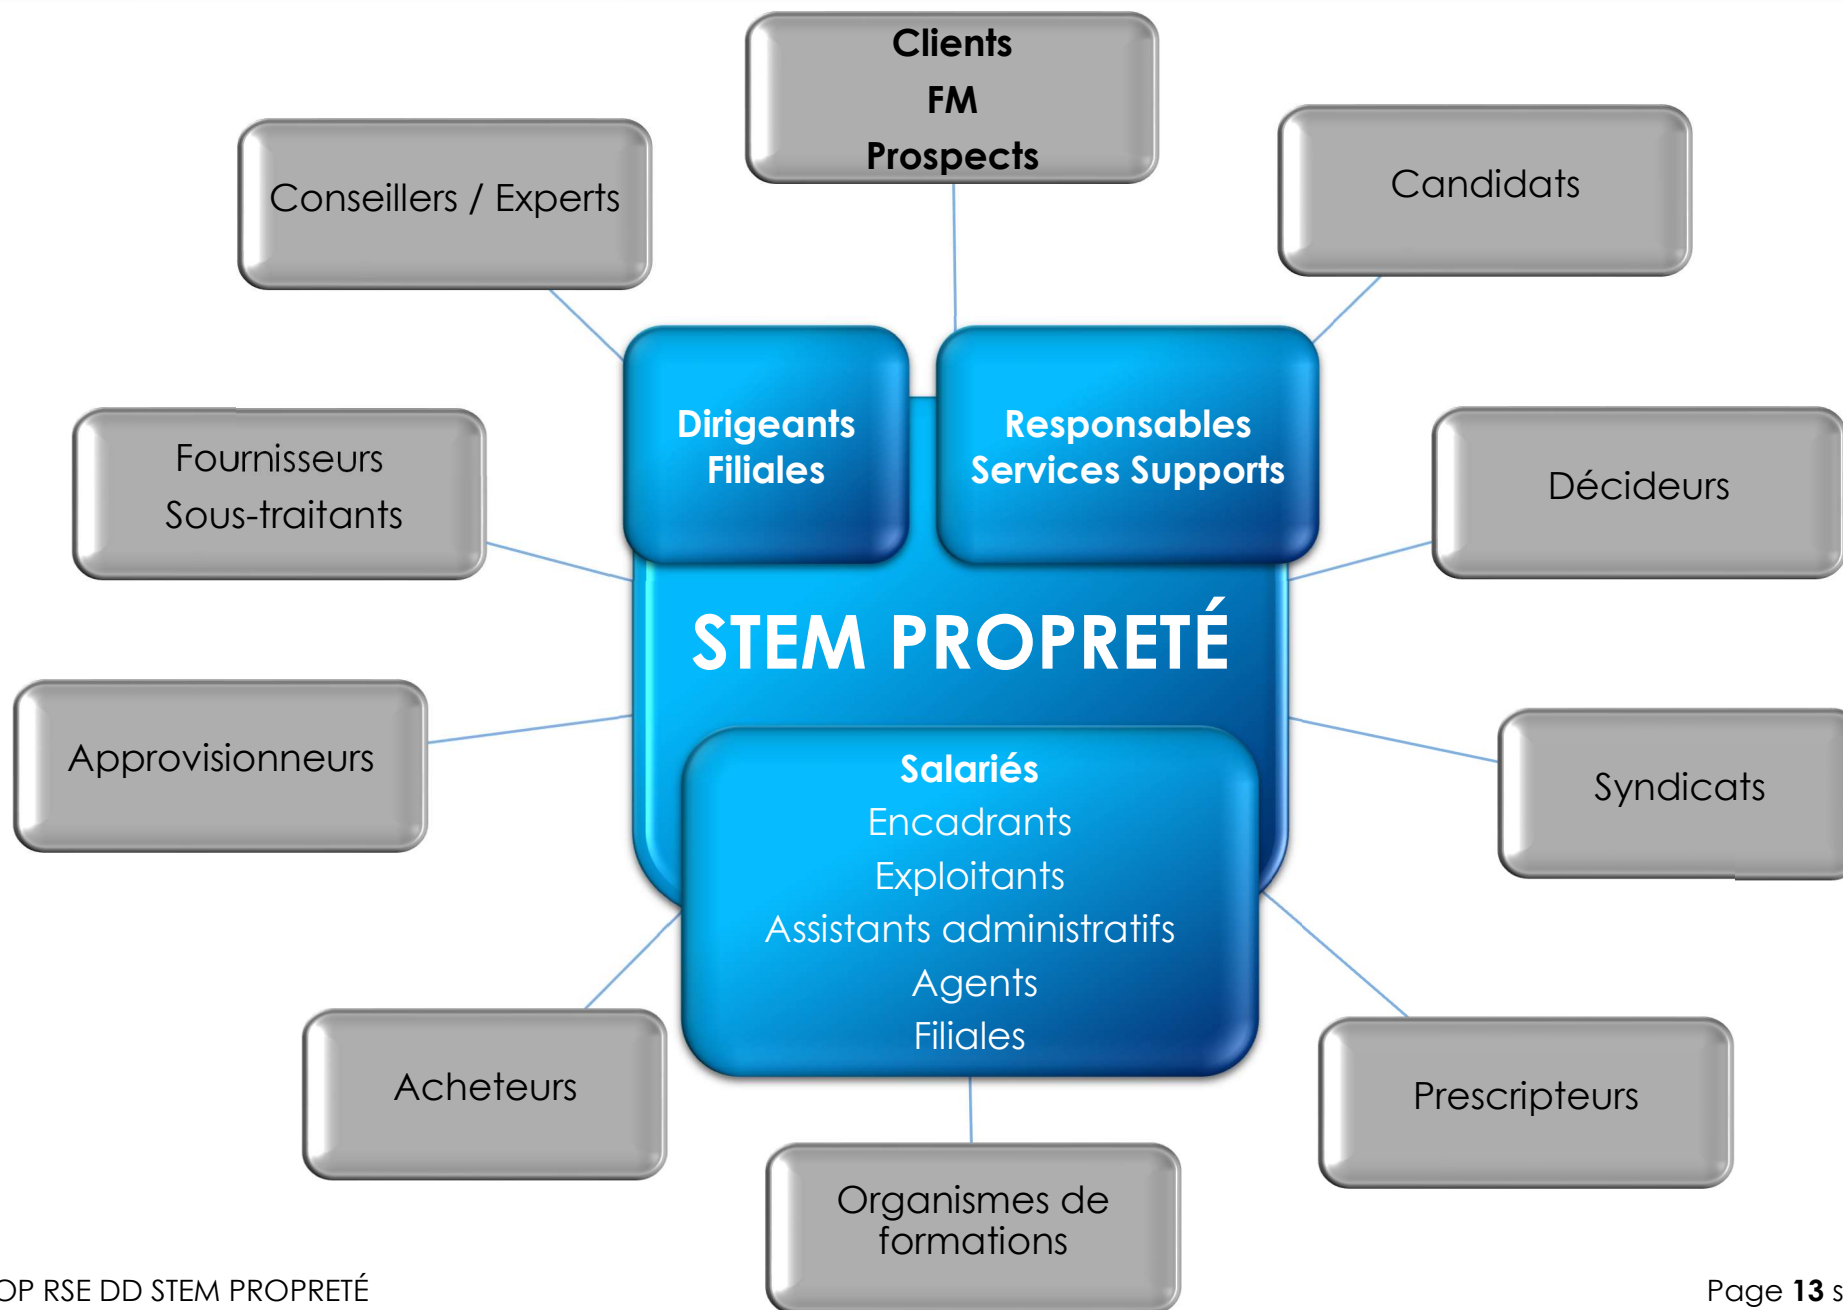 Clients
FM
Prospects
Conseillers / Experts
Candidats
Dirigeants
Filiales
Responsables
Services Supports
Fournisseurs
Sous-traitants
Décideurs
STEM PROPRETÉ
Approvisionneurs
Syndicats
Salariés
Encadrants
Exploitants
Assistants administratifs
Agents
Filiales
Acheteurs
Prescripteurs
Organismes de
formations
OP RSE DD STEM PROPRETÉ
Page 13 s